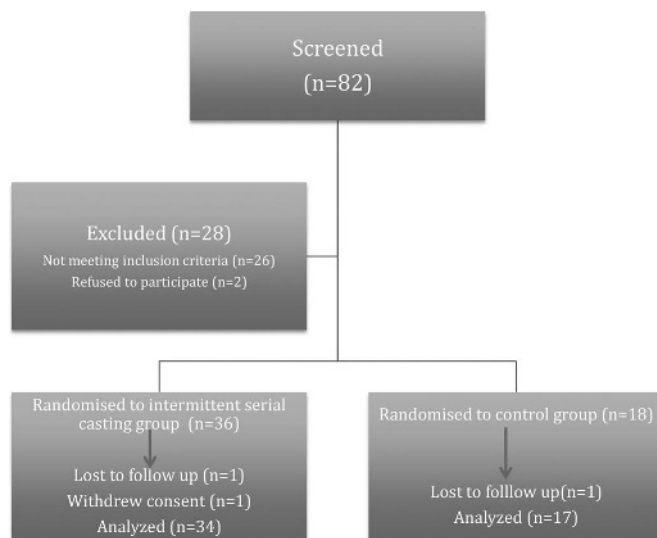 Screened
(n=82)
Excluded (n=28)
Not meeting inclusion criteria (n=26)
Refused to participate (n=2)
Randomised to intermittent serial
casting group (n=36)
Lost to follow up (n=1)
Withdrew consent (n=1)
Analyzed (n=34)
Randomised to control group (n=18)
Lost to folllow up(n=1)
Analyzed (n=17)